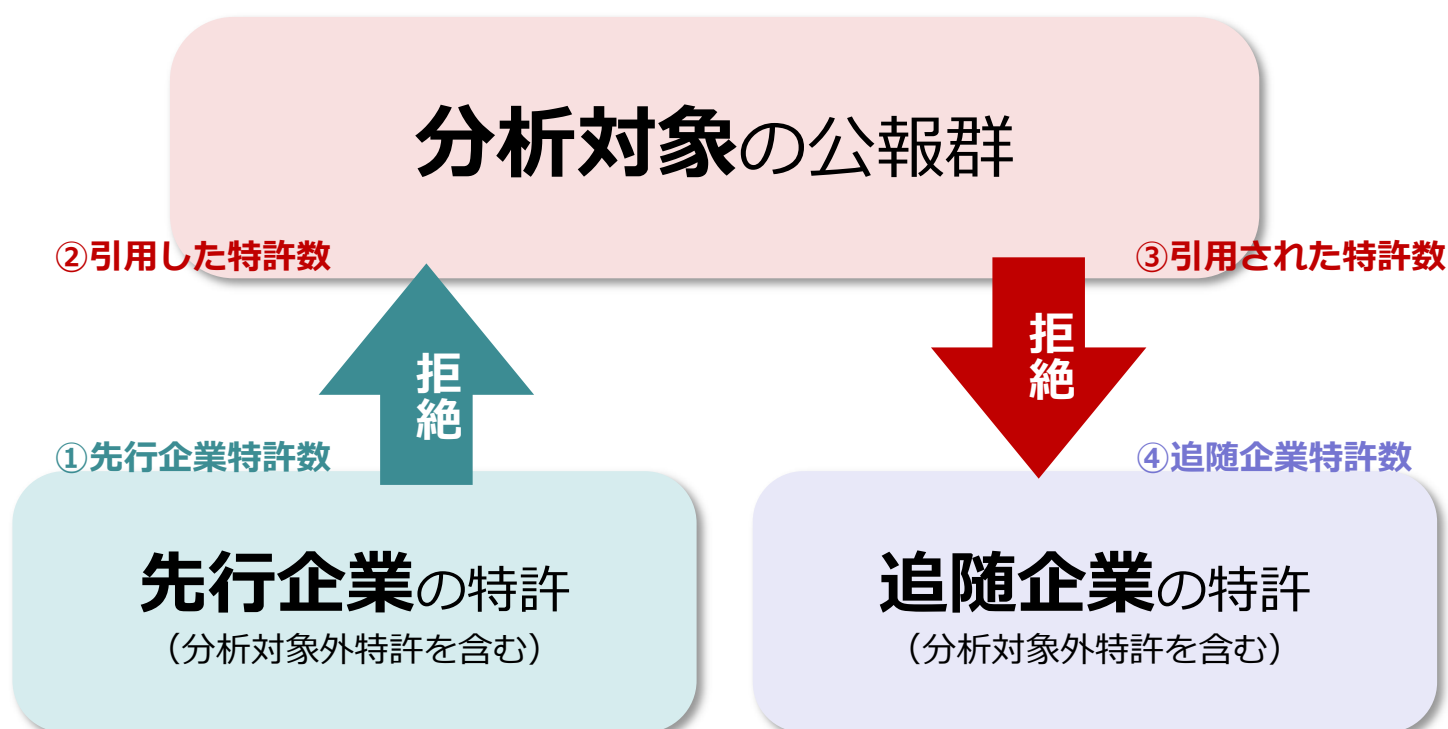 分析対象の公報群
②引用した特許数
③引用された特許数
拒絶
拒絶
①先行企業特許数
④追随企業特許数
先行企業の特許
（分析対象外特許を含む）
追随企業の特許
（分析対象外特許を含む）